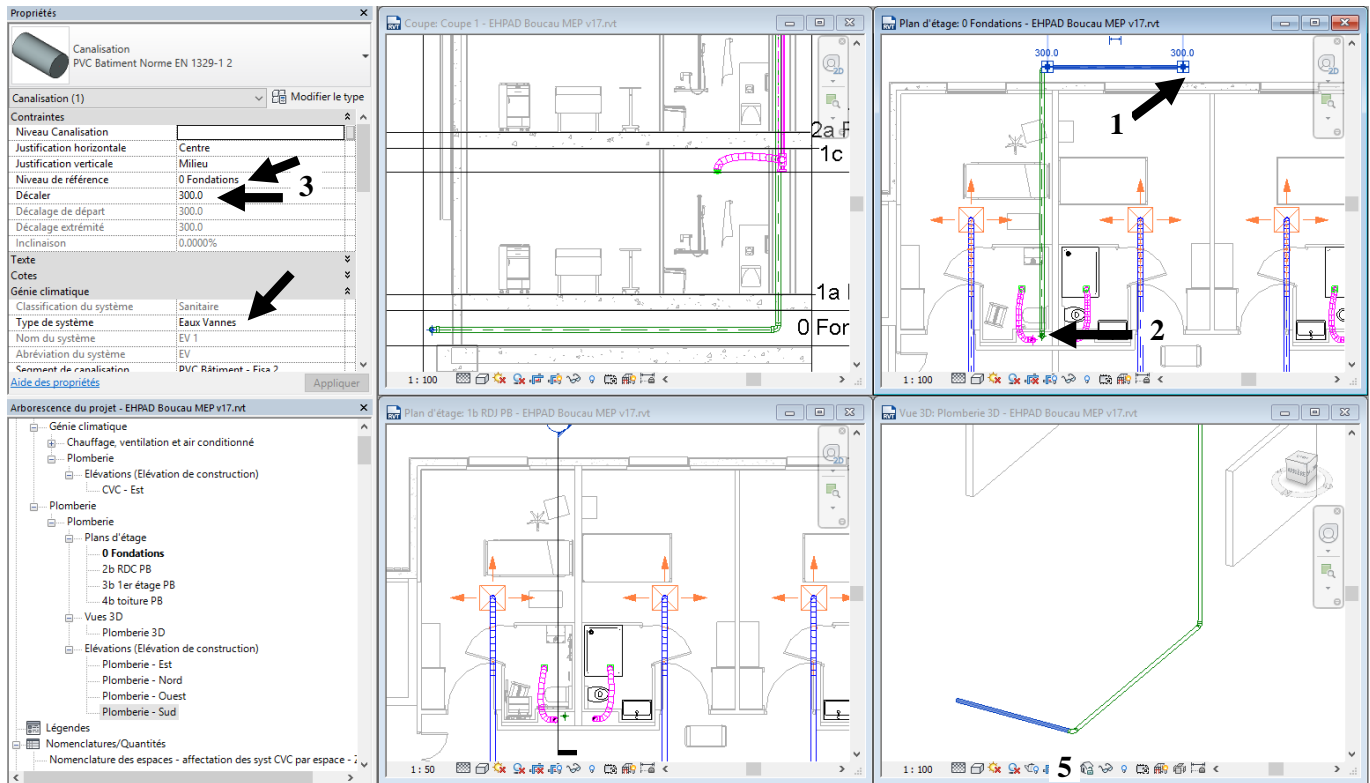 Propriétés
Canalisation
PVC Batiment Norme EN 1329-1 2
Canalisation (1)
Modifier le type
Contraintes
Niveau Canalisation
Justification horizontale Centre
Justification verticale Milieu
Niveau de référence 0 Fondations
Décaler 300.0
3
Décalage de départ 300.0
Décalage extrémité 300.0
Inclinaison 0.0000%
Texte
Cotes
Génie climatique
Classification du système Sanitaire
Type de système Eaux Vannes
Nom du système EV 1
Abréviation du système EV
Segment de canalisation PVC Bâtiment - Fisa 2
Aide des propriétés
Appliquer
Arborescence du projet - EHPAD Boucau MEP v17.rvt
Génie climatique
Chauffage, ventilation et air conditionné
Plomberie
Elévations (Elévation de construction)
CVC - Est
Plomberie
Plomberie
Plans d'étage
0 Fondations
2b RDC PB
3b 1er étage PB
4b toiture PB
Vues 3D
Plomberie 3D
Elévations (Elévation de construction)
Plomberie - Est
Plomberie - Nord
Plomberie - Ouest
Plomberie - Sud
Légendes
Nomenclatures/Quantités
Nomenclature des espaces - affectation des syst CVC par espace - 2
RVT Coupe: Coupe 1 - EHPAD Boucau MEP v17.rvt
2D
2a F
1c
1a
0 For
1 : 100
RVT Plan d'étage: 0 Fondations - EHPAD Boucau MEP v17.rvt
300.0 300.0
2D
1
2
1 : 100
RVT Plan d'étage: 1b RDJ PB - EHPAD Boucau MEP v17.rvt
2D
1 : 50
RVT Vue 3D: Plomberie 3D - EHPAD Boucau MEP v17.rvt
1 : 100
5